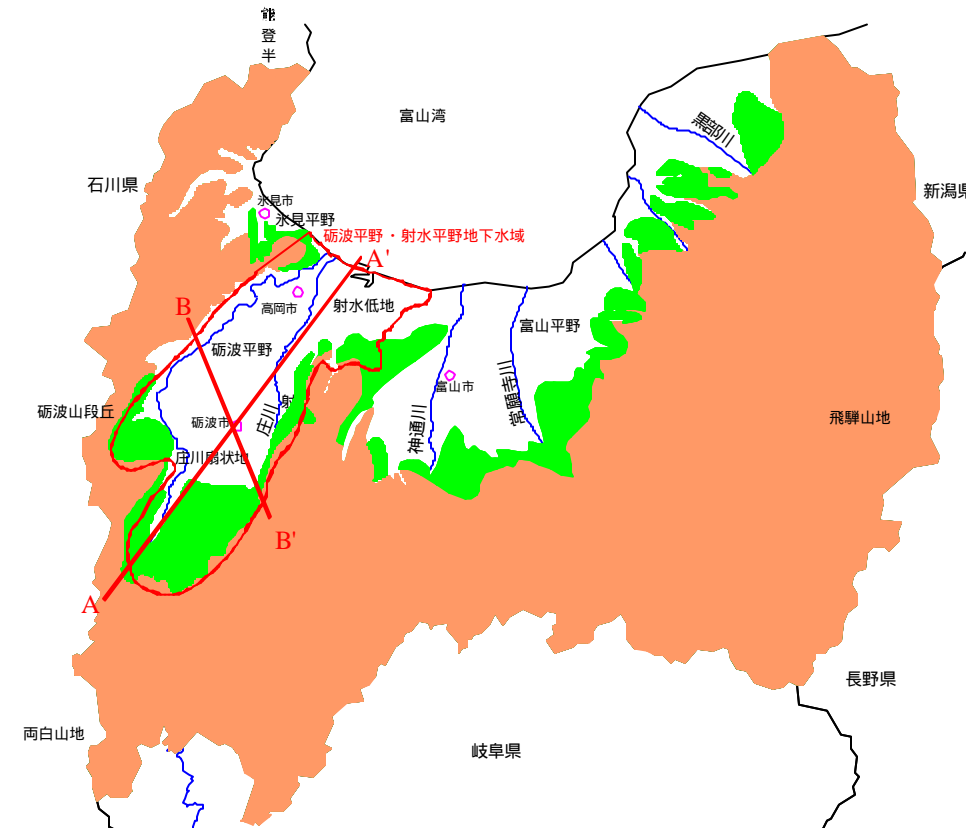 能
登
半
富山湾
黒部川
石川県
新潟県
氷見市
氷見平野
砺波平野・射水平野地下水域
A'
B
高岡市
射水低地
富山平野
砺波平野
富山市
常願寺川
砺波山段丘
射
砺波市
庄川
神通川
飛騨山地
庄川扇状地
B'
A
長野県
両白山地
岐阜県